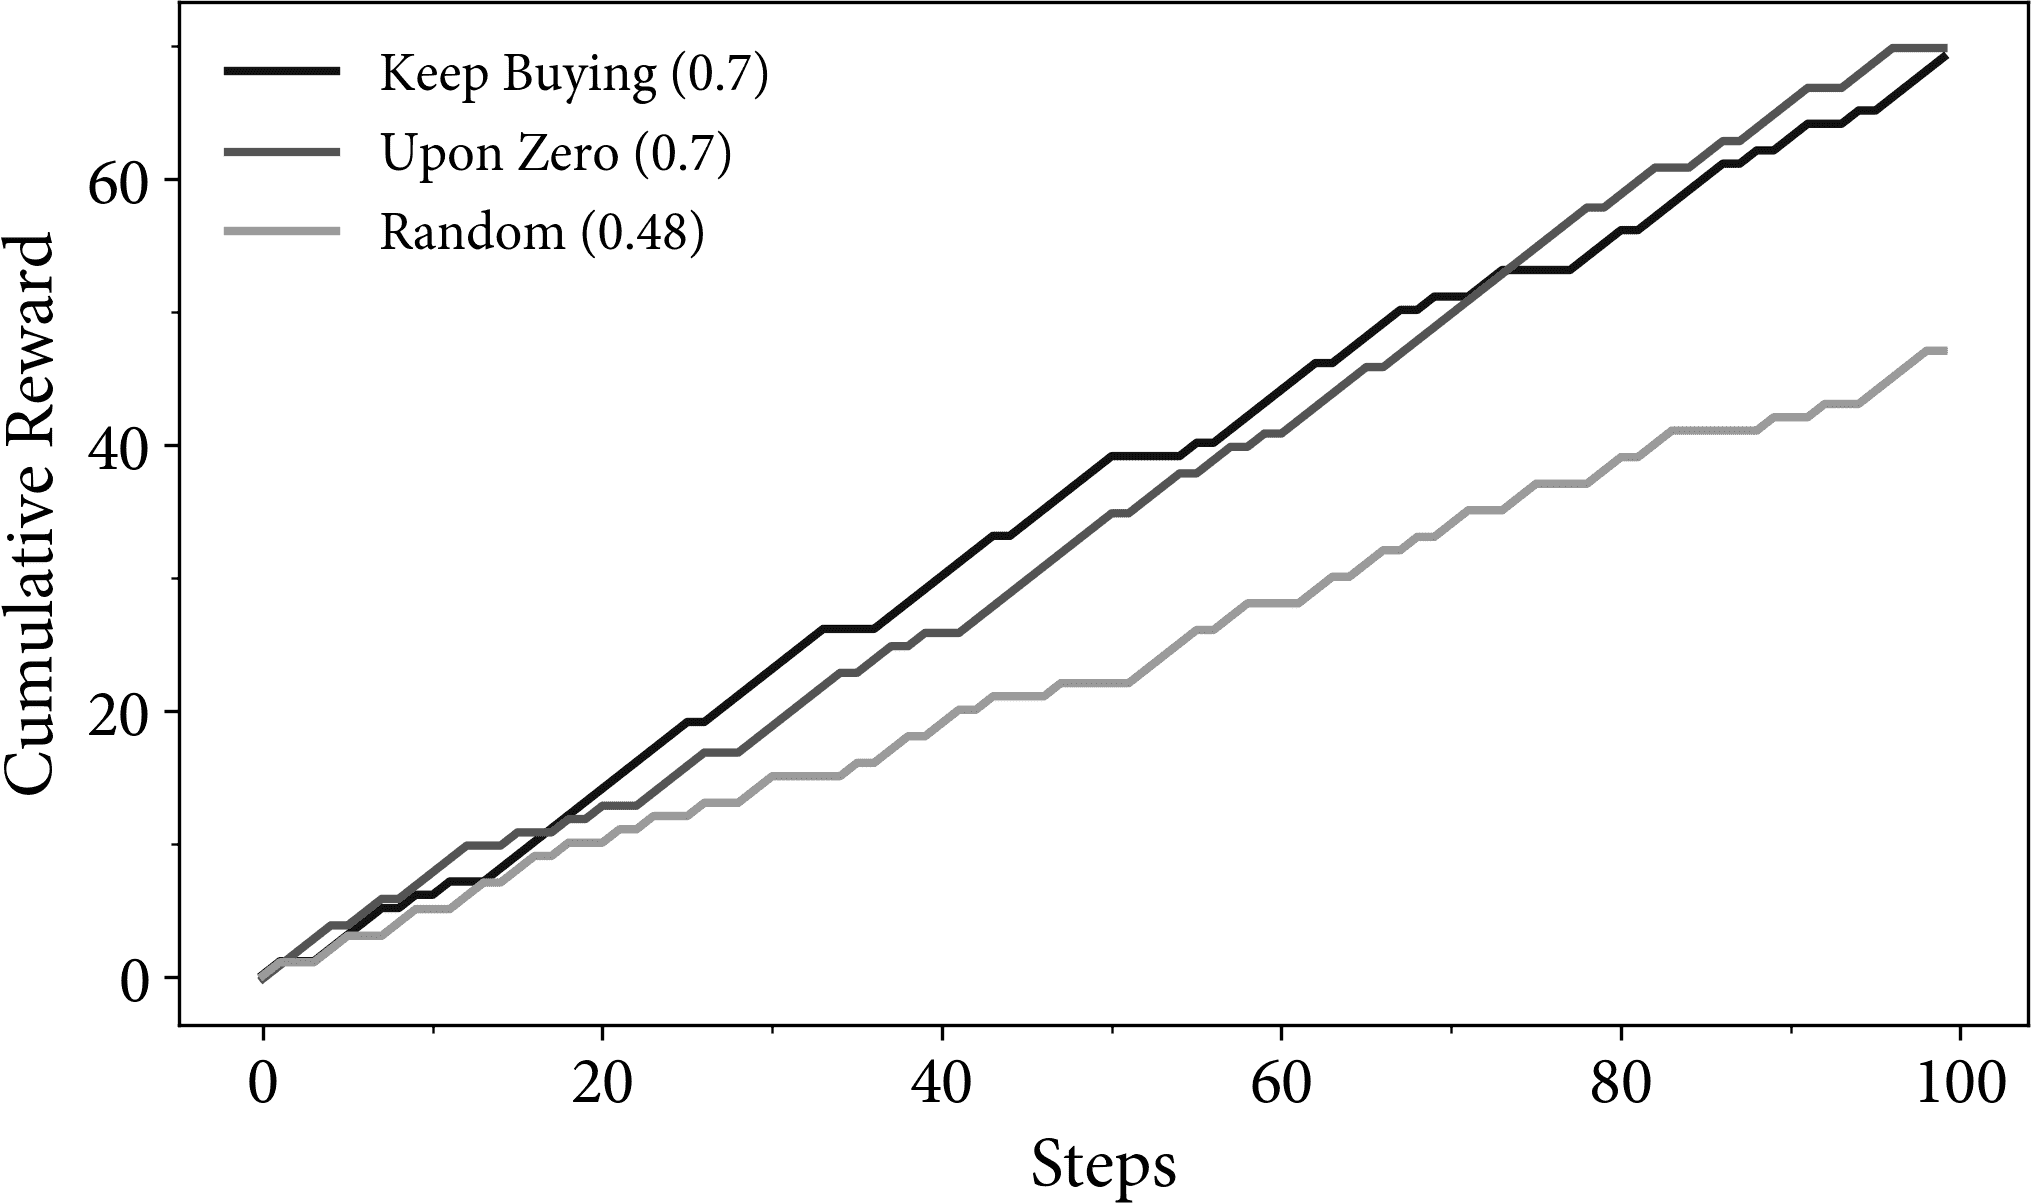 Keep Buying (0.7)
Upon Zero (0.7)
Random (0.48)
Cumulative Reward
60
40
20
0
0 20 40 60 80 100
Steps